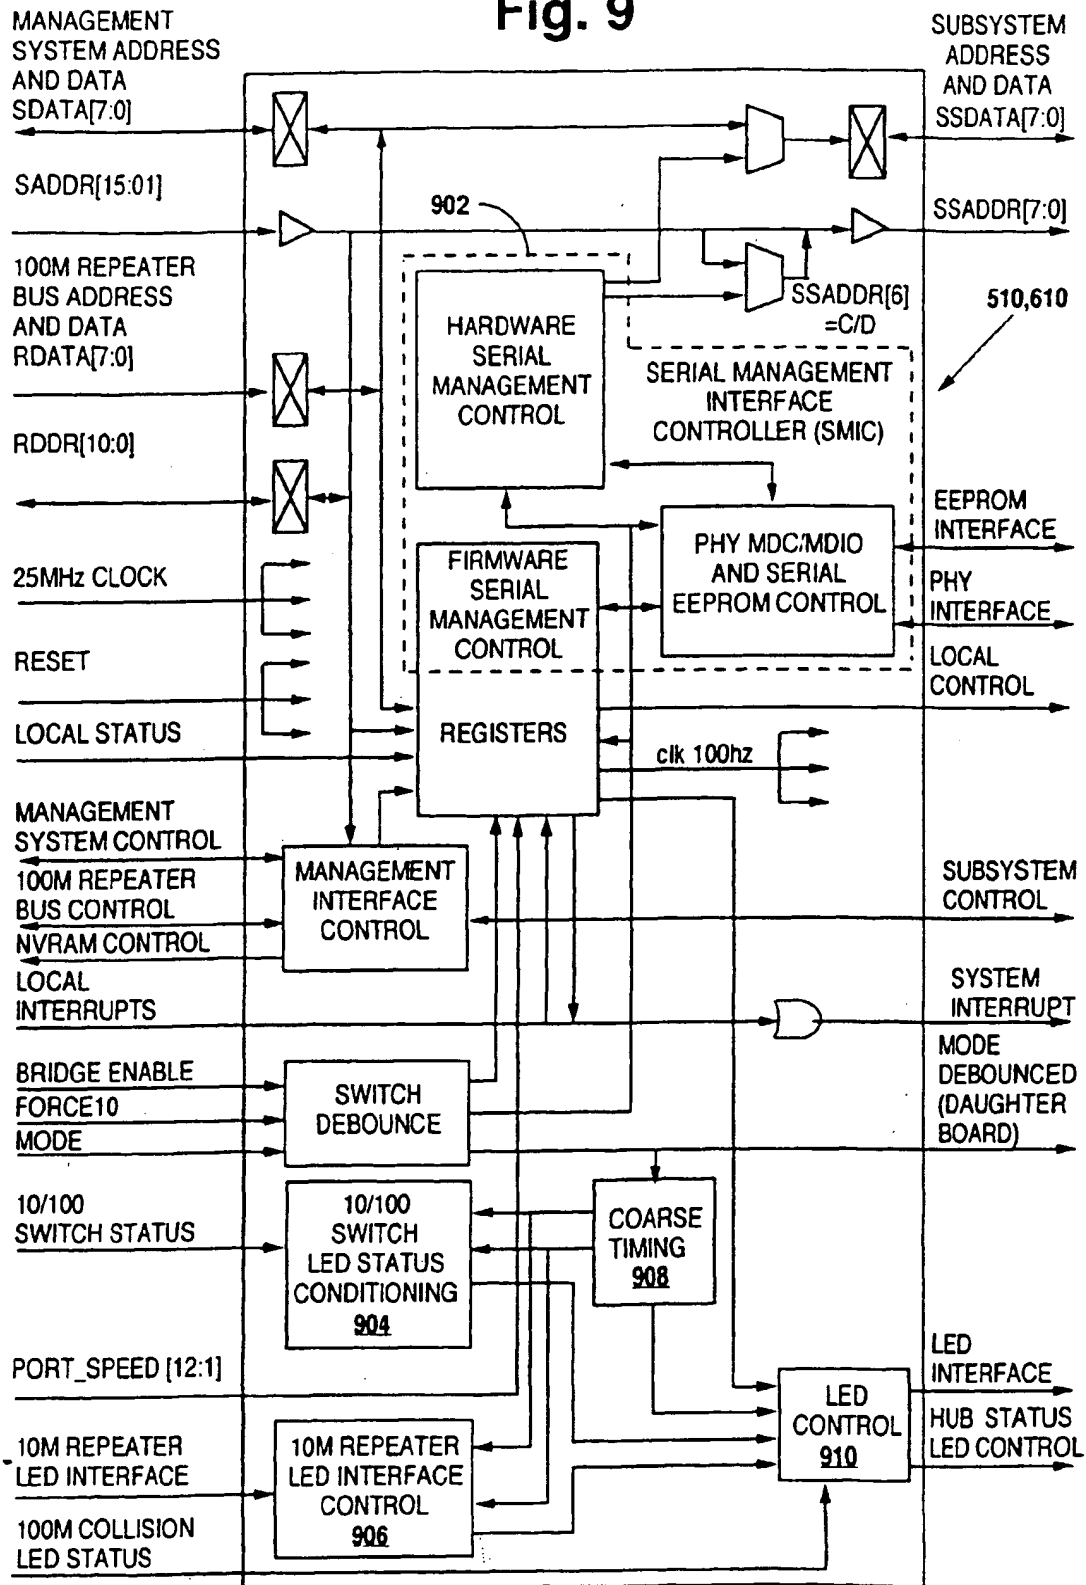 Fig. 9
MANAGEMENT
SYSTEM ADDRESS
AND DATA
SDATA[7:0]
SADDR[15:01]
100M REPEATER
BUS ADDRESS
AND DATA
RDATA[7:0]
RDDR[10:0]
25MHz CLOCK
RESET
LOCAL STATUS
MANAGEMENT
SYSTEM CONTROL
100M REPEATER
BUS CONTROL
NVRAM CONTROL
LOCAL
INTERRUPTS
BRIDGE ENABLE
FORCE10
MODE
10/100
SWITCH STATUS
PORT_SPEED [12:1]
10M REPEATER
LED INTERFACE
100M COLLISION
LED STATUS
902
HARDWARE
SERIAL
MANAGEMENT
CONTROL
SSADDR[6]
=C/D
SERIAL MANAGEMENT
INTERFACE
CONTROLLER (SMIC)
FIRMWARE
SERIAL
MANAGEMENT
CONTROL
REGISTERS
PHY MDC/MDIO
AND SERIAL
EEPROM CONTROL
clk 100hz
MANAGEMENT
INTERFACE
CONTROL
SWITCH
DEBOUNCE
10/100
SWITCH
LED STATUS
CONDITIONING
904
COARSE
TIMING
908
10M REPEATER
LED INTERFACE
CONTROL
906
LED
CONTROL
910
SUBSYSTEM
ADDRESS
AND DATA
SSDATA[7:0]
SSADDR[7:0]
510,610
EEPROM
INTERFACE
PHY
INTERFACE
LOCAL
CONTROL
SUBSYSTEM
CONTROL
SYSTEM
INTERRUPT
MODE
DEBOUNCED
(DAUGHTER
BOARD)
LED
INTERFACE
HUB STATUS
LED CONTROL